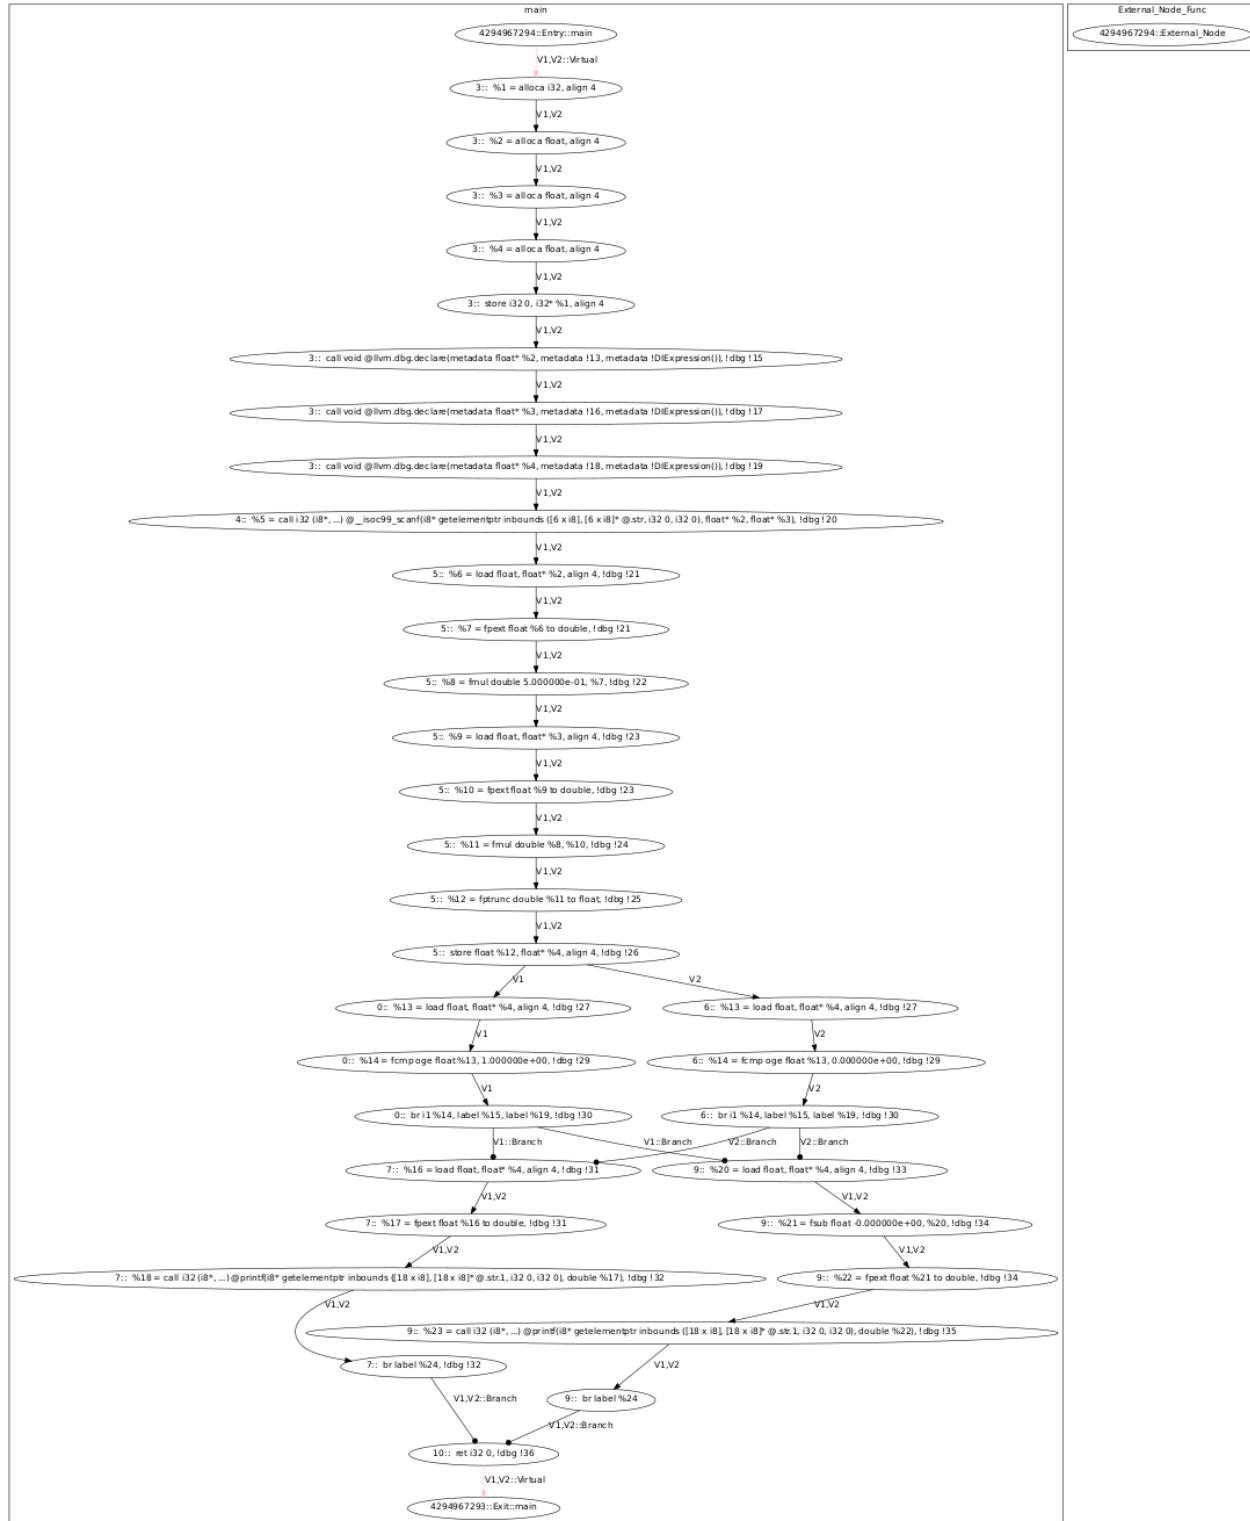 main
External_Node_Func
4294967294::Entry::main
4294967294::External_Node
V1,V2::Virtual
3:: %1 = alloca i32, align 4
V1,V2
3:: %2 = alloca float, align 4
V1,V2
3:: %3 = alloca float, align 4
V1,V2
3:: %4 = alloca float, align 4
V1,V2
3:: store i32 0, i32* %1, align 4
V1,V2
3:: call void @llvm.dbg.declare(metadata float* %2, metadata !13, metadata !DIExpression()), !dbg !15
V1,V2
3:: call void @llvm.dbg.declare(metadata float* %3, metadata !16, metadata !DIExpression()), !dbg !17
V1,V2
3:: call void @llvm.dbg.declare(metadata float* %4, metadata !18, metadata !DIExpression()), !dbg !19
V1,V2
4:: %5 = call i32 (i8*, ...) @__isoc99_scanf(i8* getelementptr inbounds ([6 x i8], [6 x i8]* @.str, i32 0, i32 0), float* %2, float* %3), !dbg !20
V1,V2
5:: %6 = load float, float* %2, align 4, !dbg !21
V1,V2
5:: %7 = fpext float %6 to double, !dbg !21
V1,V2
5:: %8 = fmul double 5.000000e-01, %7, !dbg !22
V1,V2
5:: %9 = load float, float* %3, align 4, !dbg !23
V1,V2
5:: %10 = fpext float %9 to double, !dbg !23
V1,V2
5:: %11 = fmul double %8, %10, !dbg !24
V1,V2
5:: %12 = fptrunc double %11 to float, !dbg !25
V1,V2
5:: store float %12, float* %4, align 4, !dbg !26
V1
V2
0:: %13 = load float, float* %4, align 4, !dbg !27
6:: %13 = load float, float* %4, align 4, !dbg !27
V1
V2
0:: %14 = fcmp oge float %13, 1.000000e+00, !dbg !29
6:: %14 = fcmp oge float %13, 0.000000e+00, !dbg !29
V1
V2
0:: br i1 %14, label %15, label %19, !dbg !30
6:: br i1 %14, label %15, label %19, !dbg !30
V1::Branch
V1::Branch
V2::Branch
V2::Branch
7:: %16 = load float, float* %4, align 4, !dbg !31
9:: %20 = load float, float* %4, align 4, !dbg !33
V1,V2
V1,V2
7:: %17 = fpext float %16 to double, !dbg !31
9:: %21 = fsub float -0.000000e+00, %20, !dbg !34
V1,V2
V1,V2
7:: %18 = call i32 (i8*, ...) @printf(i8* getelementptr inbounds ([18 x i8], [18 x i8]* @.str.1, i32 0, i32 0), double %17), !dbg !32
9:: %22 = fpext float %21 to double, !dbg !34
V1,V2
V1,V2
9:: %23 = call i32 (i8*, ...) @printf(i8* getelementptr inbounds ([18 x i8], [18 x i8]* @.str.1, i32 0, i32 0), double %22), !dbg !35
7:: br label %24, !dbg !32
V1,V2
9:: br label %24
V1,V2::Branch
V1,V2::Branch
10:: ret i32 0, !dbg !36
V1,V2::Virtual
4294967293::Exit::main